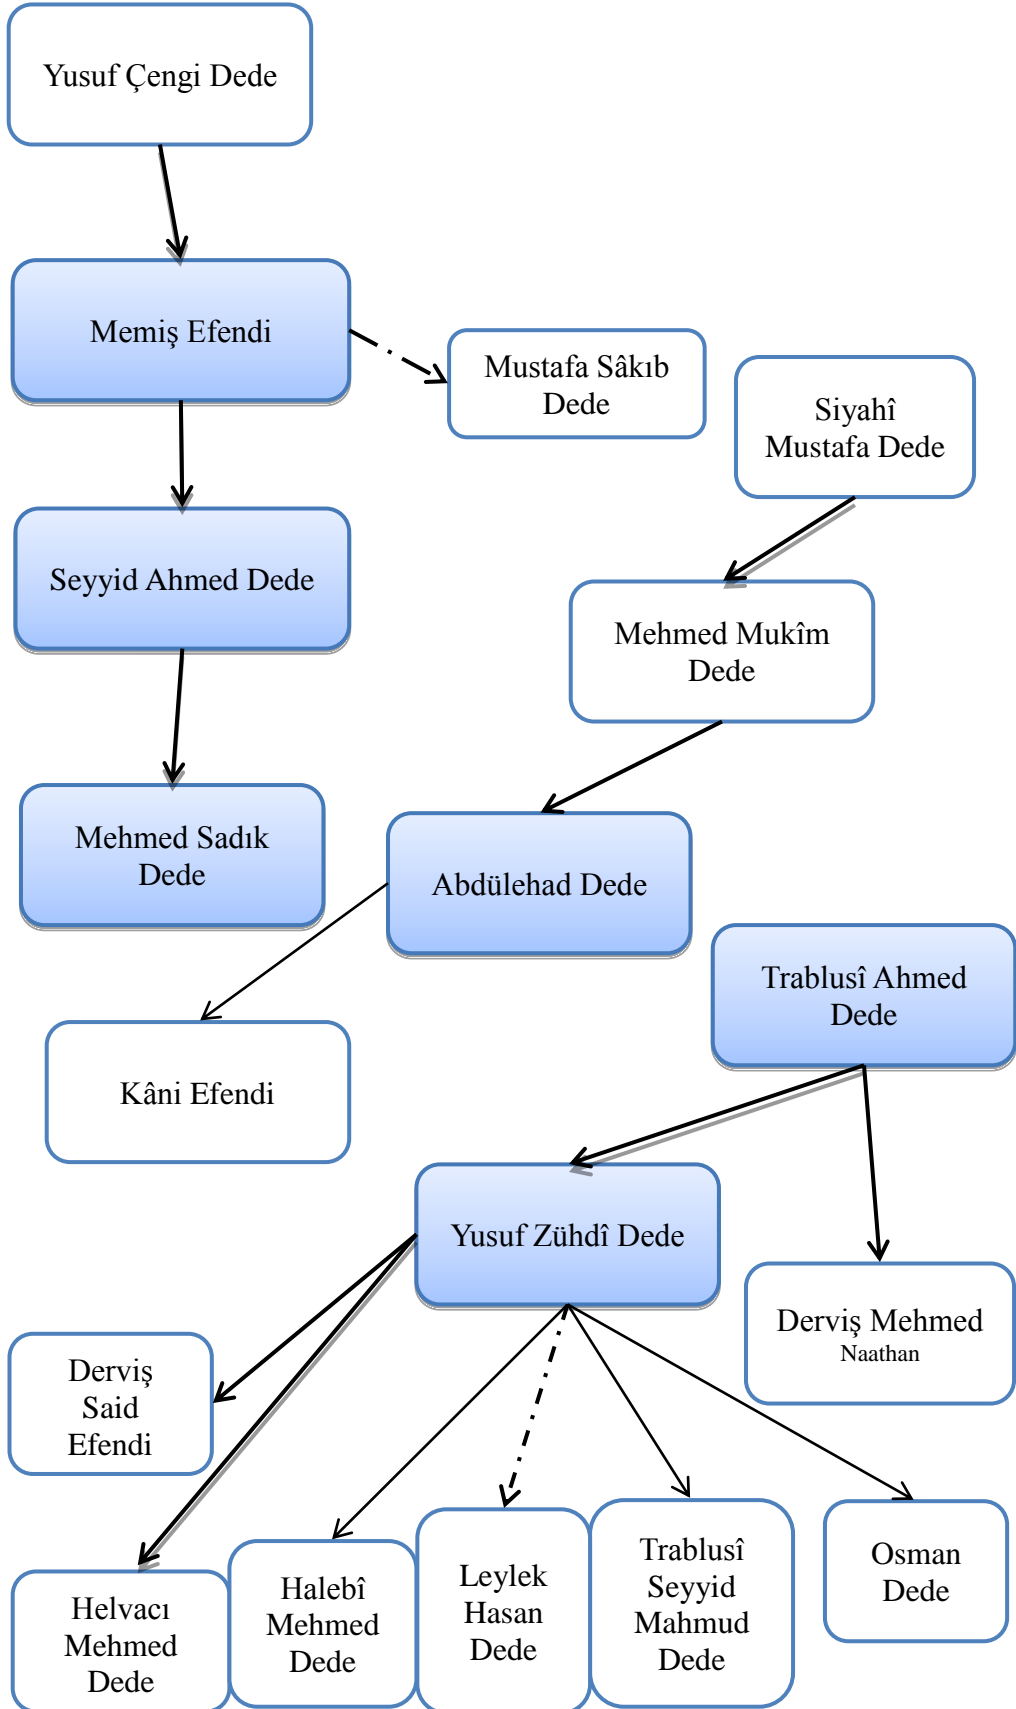 Yusuf Çengi Dede
Memiş Efendi
Mustafa Sâkıb
Dede
Siyahî
Mustafa Dede
Seyyid Ahmed Dede
Mehmed Mukîm
Dede
Mehmed Sadık
Dede
Abdülehad Dede
Trablusî Ahmed
Dede
Kâni Efendi
Yusuf Zühdî Dede
Derviş Mehmed
Naathan
Derviş
Said
Efendi
Helvacı
Mehmed
Dede
Halebî
Mehmed
Dede
Leylek
Hasan
Dede
Trablusî
Seyyid
Mahmud
Dede
Osman
Dede